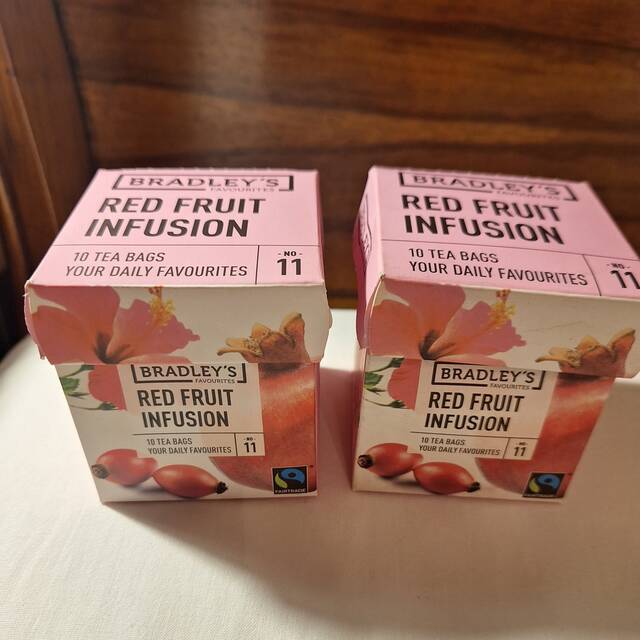 BRADLEY'S
FAVOURITES
RED FRUIT
INFUSION
10 TEA BAGS
YOUR DAILY FAVOURITES
- NO -
11
BRADLEY'S
FAVOURITES
RED FRUIT
INFUSION
10 TEA BAGS
YOUR DAILY FAVOURITES
- NO -
11
FAIRTRADE
BRADLEY'S
FAVOURITES
RED FRUIT
INFUSION
10 TEA BAGS
YOUR DAILY FAVOURITES
- NO -
11
BRADLEY'S
FAVOURITES
RED FRUIT
INFUSION
10 TEA BAGS
YOUR DAILY FAVOURITES
- NO -
11
FAIRTRADE